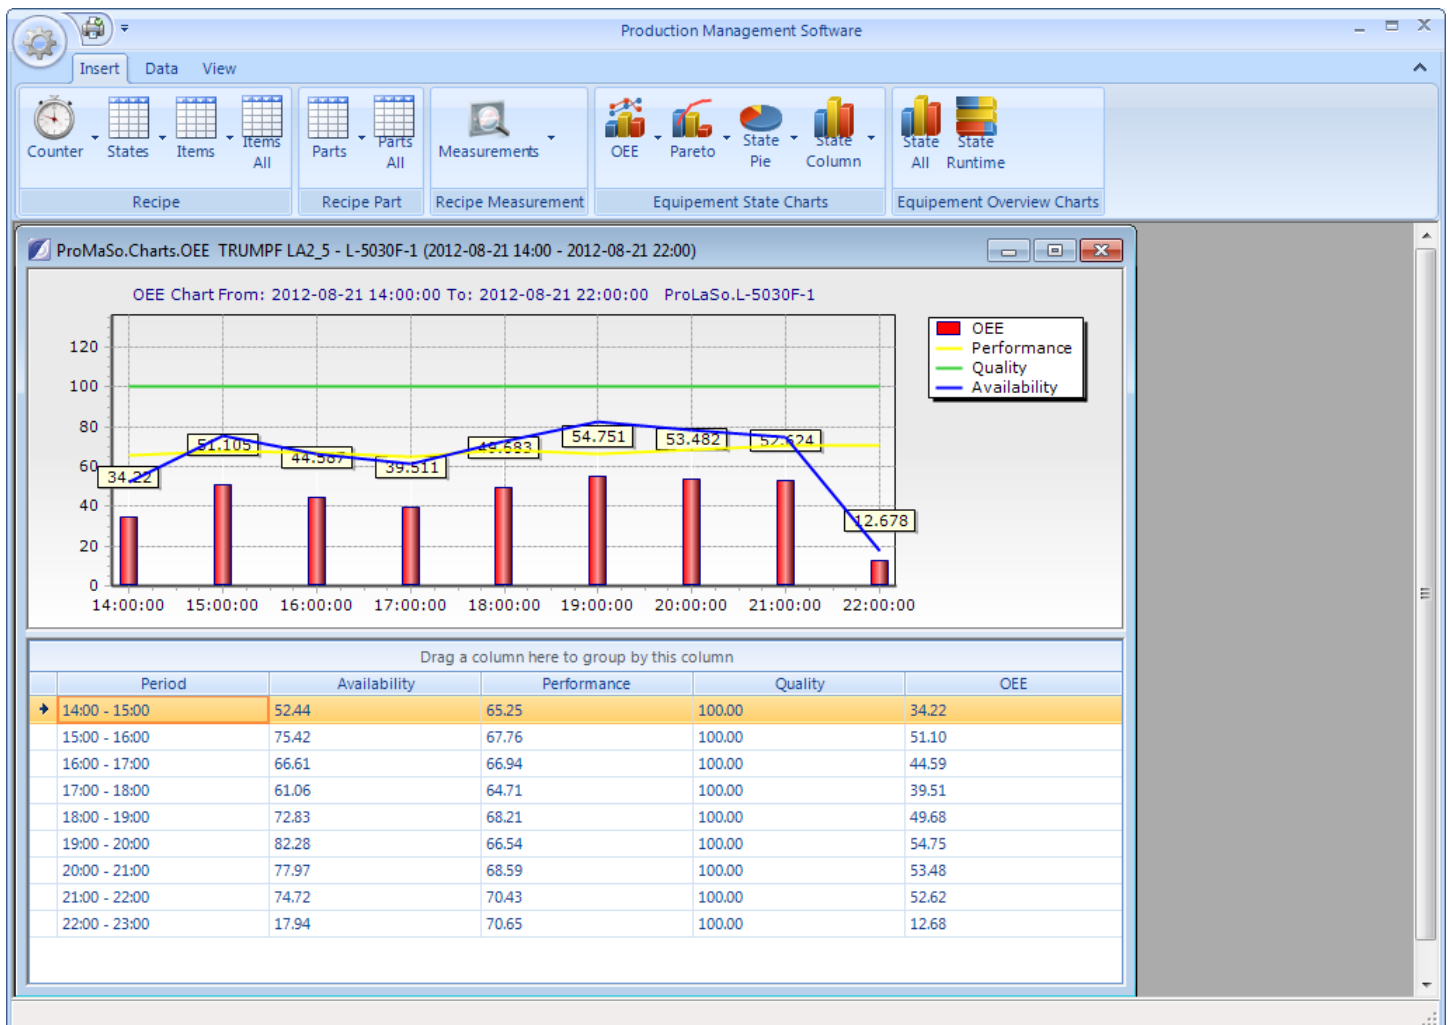 Production Management Software
Insert Data View
Counter States Items Items All Parts Parts All Measurements OEE Pareto State Pie State Column State All State Runtime
Recipe Recipe Part Recipe Measurement Equipement State Charts Equipement Overview Charts
ProMaSo.Charts.OEE TRUMPF LA2_5 - L-5030F-1 (2012-08-21 14:00 - 2012-08-21 22:00)
OEE Chart From: 2012-08-21 14:00:00 To: 2012-08-21 22:00:00 ProLaSo.L-5030F-1
OEE
Performance
Quality
Availability
120
100
80
60
40
20
0
34.22 51.105 44.587 39.511 49.683 54.751 53.482 52.624 12.678
14:00:00 15:00:00 16:00:00 17:00:00 18:00:00 19:00:00 20:00:00 21:00:00 22:00:00
Drag a column here to group by this column
Period Availability Performance Quality OEE
14:00 - 15:00 52.44 65.25 100.00 34.22
15:00 - 16:00 75.42 67.76 100.00 51.10
16:00 - 17:00 66.61 66.94 100.00 44.59
17:00 - 18:00 61.06 64.71 100.00 39.51
18:00 - 19:00 72.83 68.21 100.00 49.68
19:00 - 20:00 82.28 66.54 100.00 54.75
20:00 - 21:00 77.97 68.59 100.00 53.48
21:00 - 22:00 74.72 70.43 100.00 52.62
22:00 - 23:00 17.94 70.65 100.00 12.68